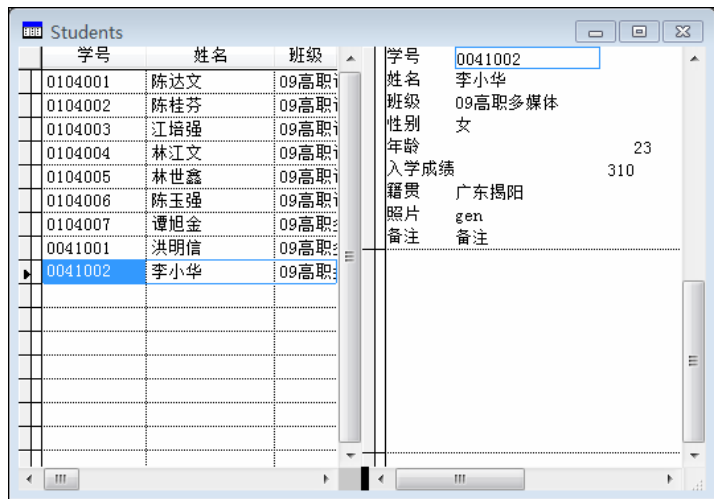 Students
学号 姓名 班级
0104001 陈达文 09高职
0104002 陈桂芬 09高职
0104003 江培强 09高职
0104004 林江文 09高职
0104005 林世鑫 09高职
0104006 陈玉强 09高职
0104007 谭旭金 09高职
0041001 洪明信 09高职
0041002 李小华 09高职
学号 0041002
姓名 李小华
班级 09高职多媒体
性别 女
年龄 23
入学成绩 310
籍贯 广东揭阳
照片 gen
备注 备注